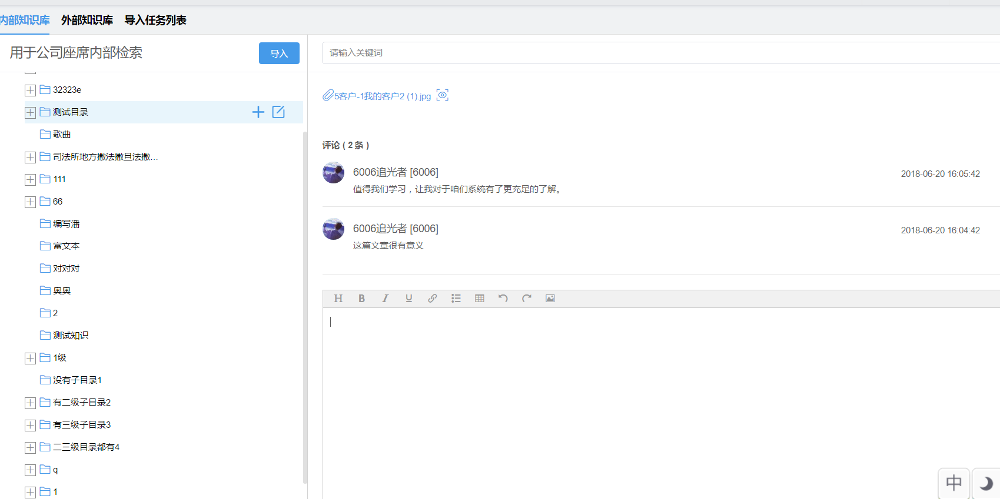 内部知识库 外部知识库 导入任务列表
用于公司座席内部检索 导入
请输入关键词
32323e
测试目录
歌曲
司法所地方撒法撒旦法撒...
111
66
编写潘
富文本
对对对
奥奥
2
测试知识
1级
没有子目录1
有二级子目录2
有三级子目录3
二三级目录都有4
q
1
5客户-1我的客户2 (1).jpg
评论 ( 2 条 )
6006追光者 [6006] 2018-06-20 16:05:42
值得我们学习，让我对于咱们系统有了更充足的了解。
6006追光者 [6006] 2018-06-20 16:04:42
这篇文章很有意义
H B I U
中